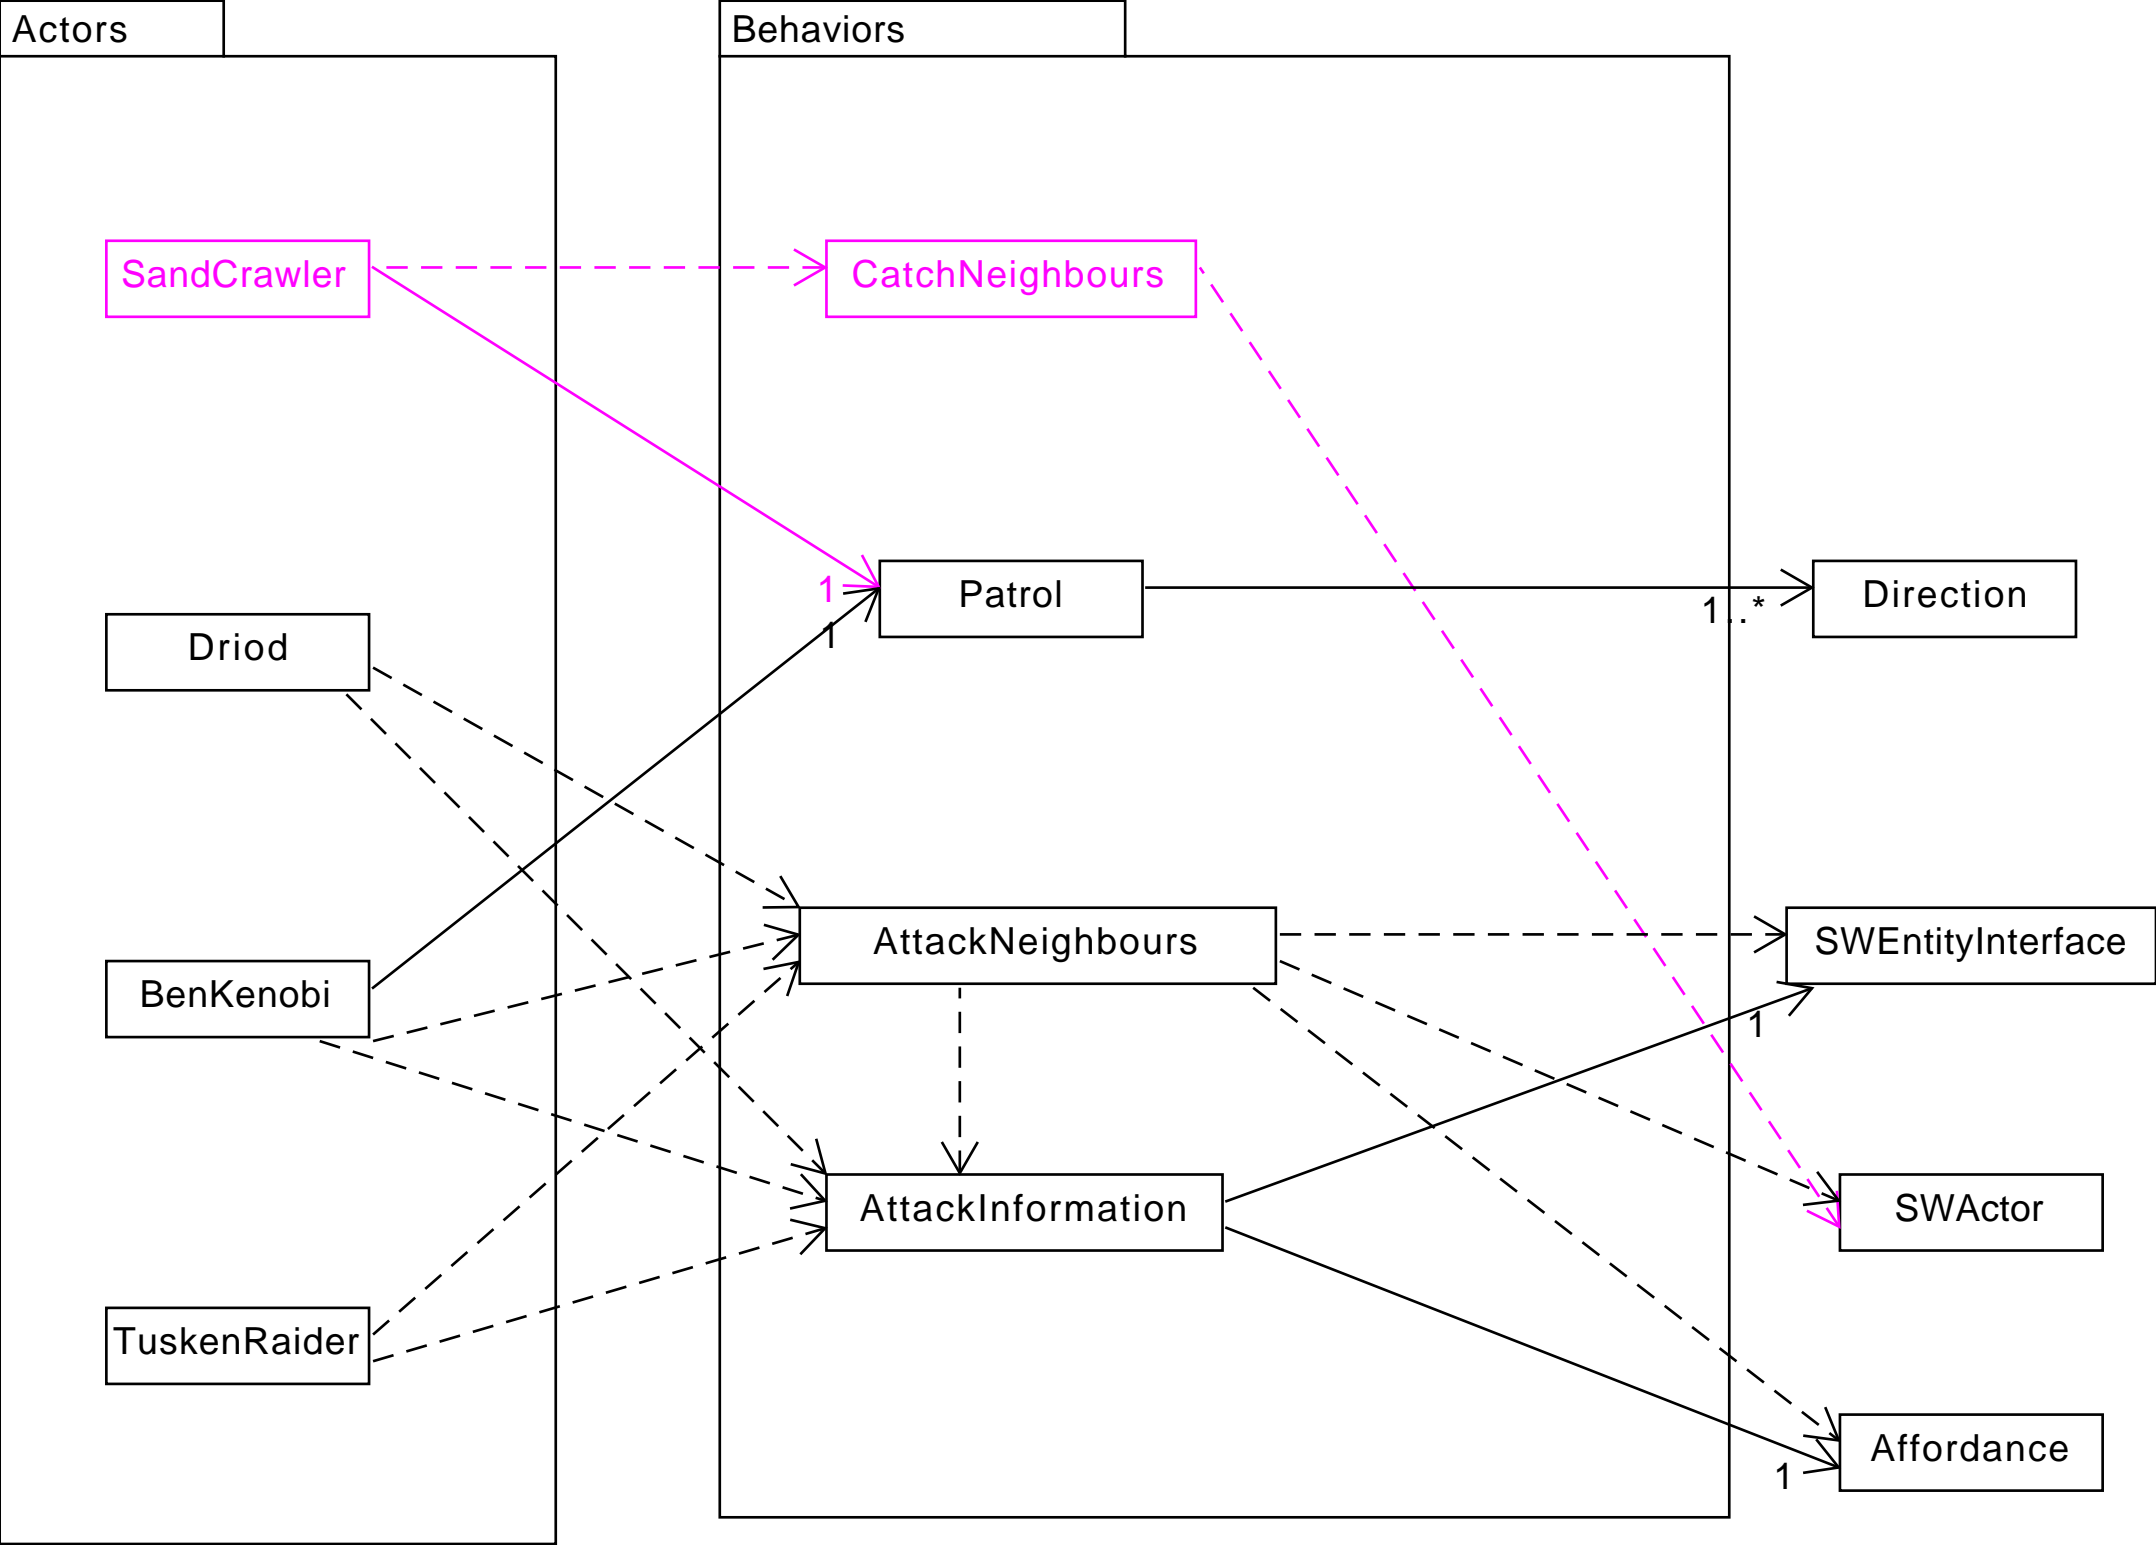 Actors
Behaviors
SandCrawler
CatchNeighbours
1
Patrol
Direction
1
1..*
Driod
AttackNeighbours
SWEntityInterface
BenKenobi
1
AttackInformation
SWActor
TuskenRaider
Affordance
1